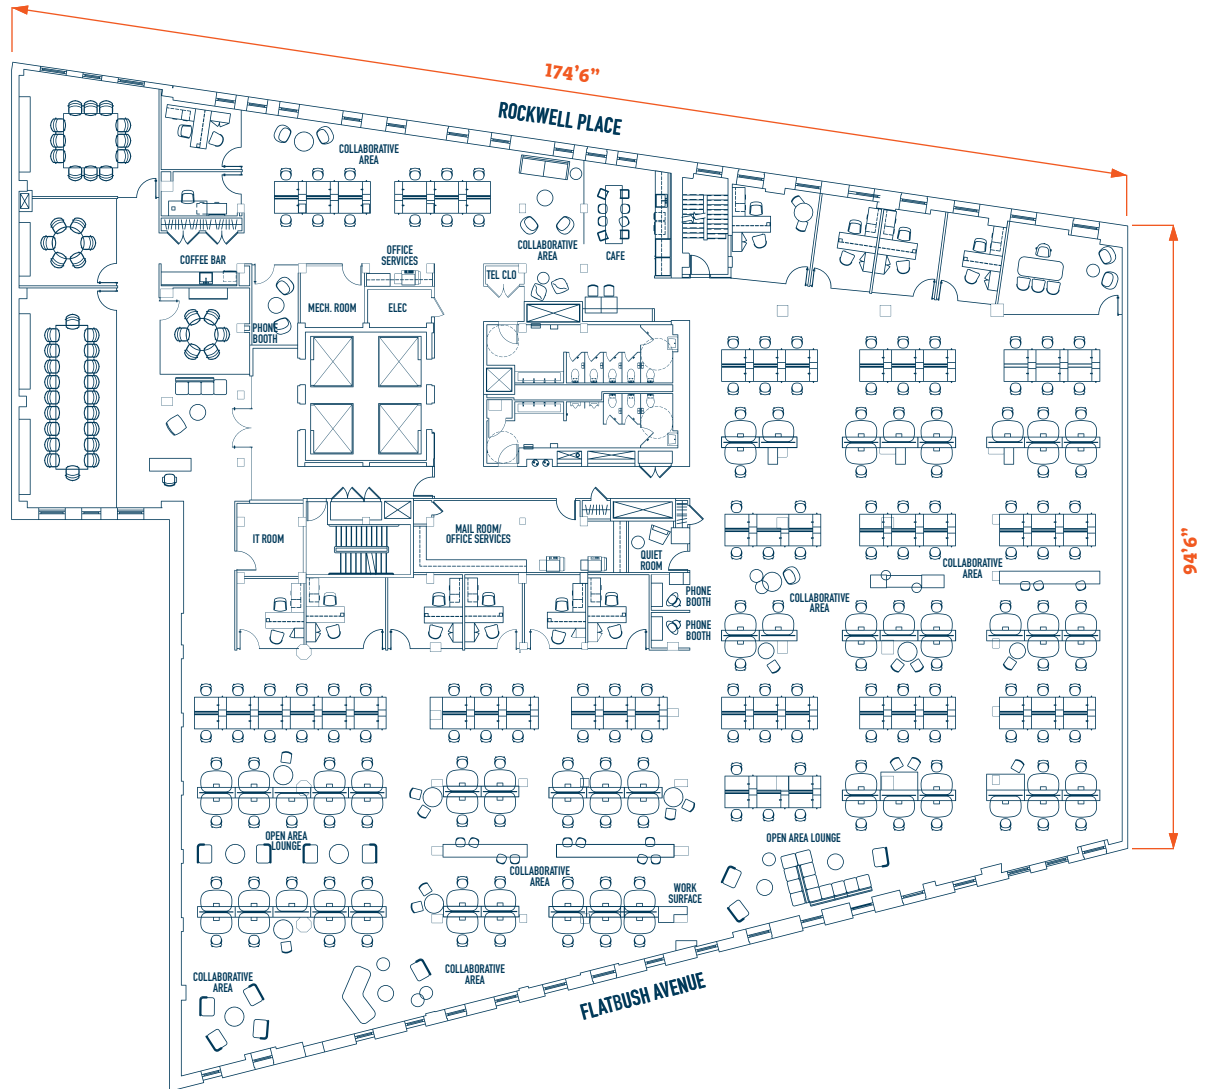 174'6"
ROCKWELL PLACE
COLLABORATIVE
AREA
COLLABORATIVE
AREA
CAFE
OFFICE
SERVICES
COFFEE BAR
TEL CLO
MECH. ROOM
ELEC
PHONE
BOOTH
94'6"
IT ROOM
MAIL ROOM/
OFFICE SERVICES
QUIET
ROOM
COLLABORATIVE
AREA
PHONE
BOOTH
COLLABORATIVE
AREA
PHONE
BOOTH
OPEN AREA
LOUNGE
OPEN AREA LOUNGE
COLLABORATIVE
AREA
WORK
SURFACE
COLLABORATIVE
AREA
COLLABORATIVE
AREA
FLATBUSH AVENUE